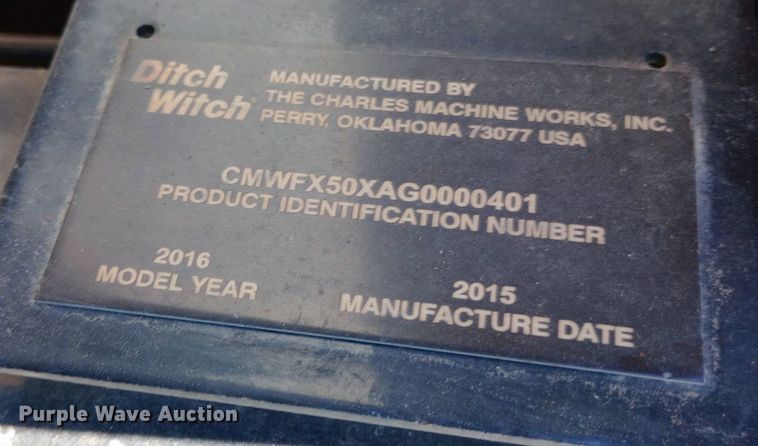 Ditch
Witch®
MANUFACTURED BY
THE CHARLES MACHINE WORKS, INC.
PERRY, OKLAHOMA 73077 USA
CMWFX50XAG0000401
PRODUCT IDENTIFICATION NUMBER
2016
MODEL YEAR
2015
MANUFACTURE DATE
Purple Wave Auction